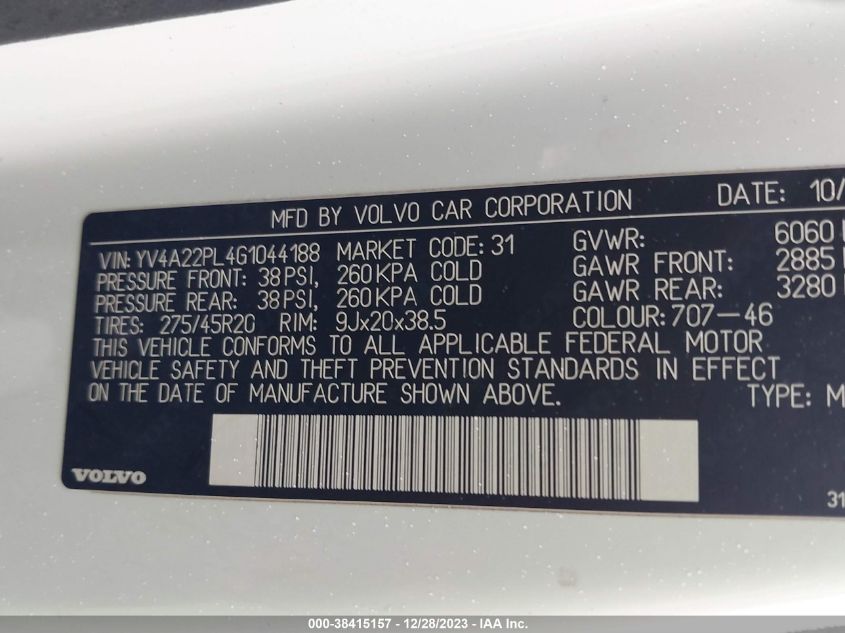 MFD BY VOLVO CAR CORPORATION DATE: 10/
VIN: YV4A22PL4G1044188 MARKET CODE: 31 GVWR: 6060
PRESSURE FRONT: 38PSI, 260KPA COLD GAWR FRONT: 2885
PRESSURE REAR: 38PSI, 260KPA COLD GAWR REAR: 3280
TIRES: 275/45R20 RIM: 9Jx20x38.5 COLOUR: 707-46
THIS VEHICLE CONFORMS TO ALL APPLICABLE FEDERAL MOTOR
VEHICLE SAFETY AND THEFT PREVENTION STANDARDS IN EFFECT
ON THE DATE OF MANUFACTURE SHOWN ABOVE. TYPE: M
VOLVO
31
000-38415157 - 12/28/2023 - IAA Inc.